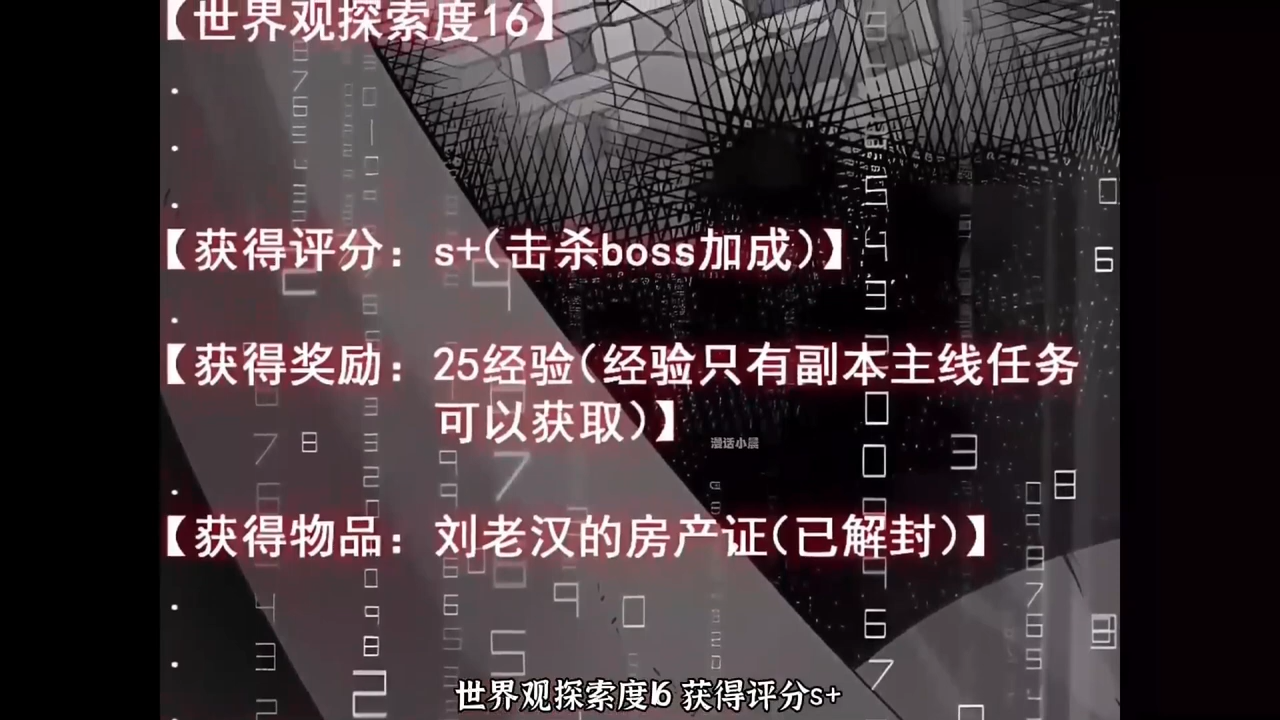 【世界观探索度16】
【获得评分：s+(击杀boss加成)】
【获得奖励：25经验(经验只有副本主线任务
可以获取)】
漫话小晨
【获得物品：刘老汉的房产证(已解封)】
世界观探索度16 获得评分s+